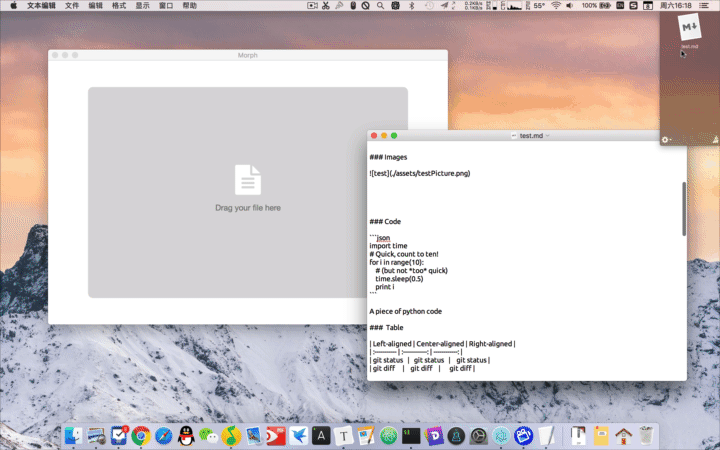 文本编辑 文件 编辑 格式 显示 窗口 帮助
0.2KB/s
0.1KB/s
55° 100% 周六16:18
M↓
test.md
Morph
Drag your file here
test.md
### Images
![test](./assets/testPicture.png)
### Code
```json
import time
# Quick, count to ten!
for i in range(10):
# (but not *too* quick)
time.sleep(0.5)
print i
```
A piece of python code
### Table
| Left-aligned | Center-aligned | Right-aligned |
| git status | git status | git status |
| git diff | git diff | git diff |